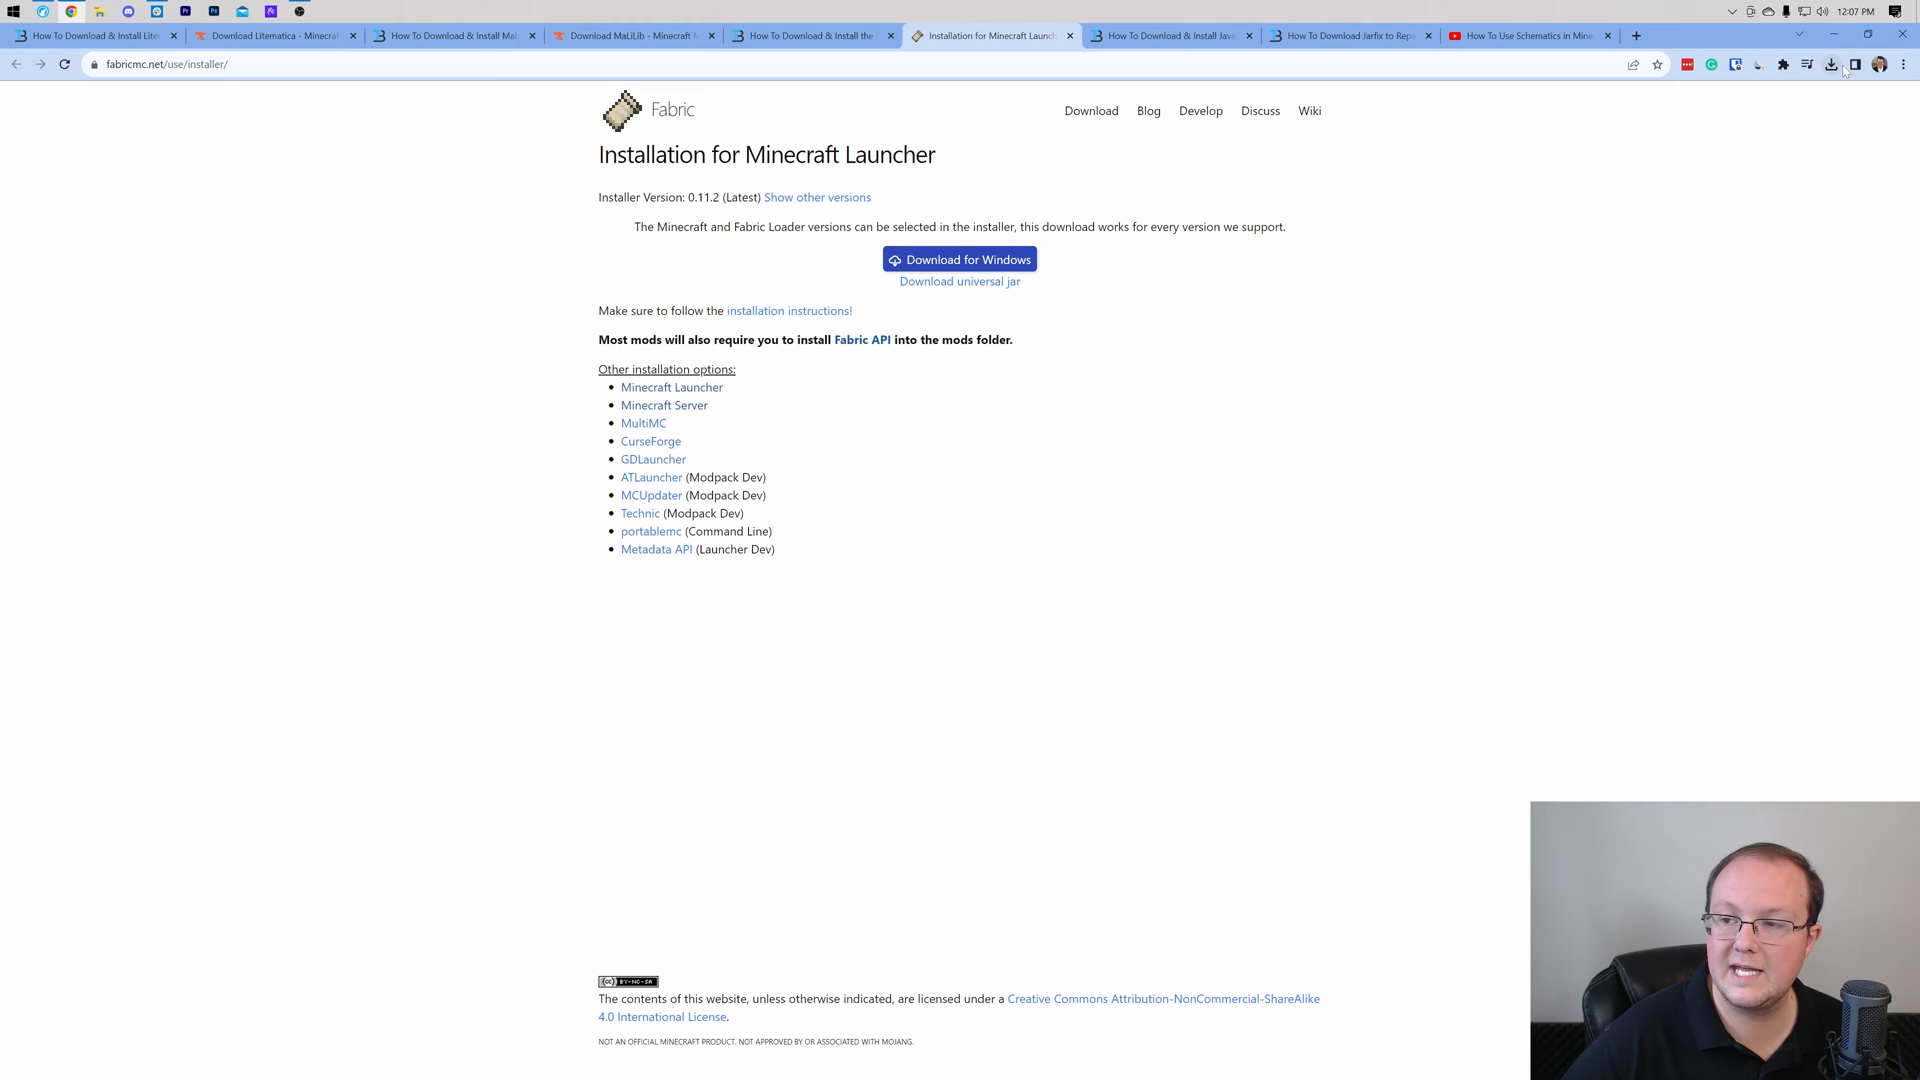 12:07 PM
How To Download & Install Lite
Download Litematica - Minecraf
How To Download & Install MaL
Download MaLiLib - Minecraft M
How To Download & Install the
Installation for Minecraft Launch
How To Download & Install Java
How To Download Jarfix to Repa
How To Use Schematics in Mine
fabricmc.net/use/installer/
Fabric
Download
Blog
Develop
Discuss
Wiki
Installation for Minecraft Launcher
Installer Version: 0.11.2 (Latest) Show other versions
The Minecraft and Fabric Loader versions can be selected in the installer, this download works for every version we support.
Download for Windows
Download universal jar
Make sure to follow the installation instructions!
Most mods will also require you to install Fabric API into the mods folder.
Other installation options:
Minecraft Launcher
Minecraft Server
MultiMC
CurseForge
GDLauncher
ATLauncher (Modpack Dev)
MCUpdater (Modpack Dev)
Technic (Modpack Dev)
portablemc (Command Line)
Metadata API (Launcher Dev)
BY-NC-SA
The contents of this website, unless otherwise indicated, are licensed under a Creative Commons Attribution-NonCommercial-ShareAlike
4.0 International License.
NOT AN OFFICIAL MINECRAFT PRODUCT. NOT APPROVED BY OR ASSOCIATED WITH MOJANG.